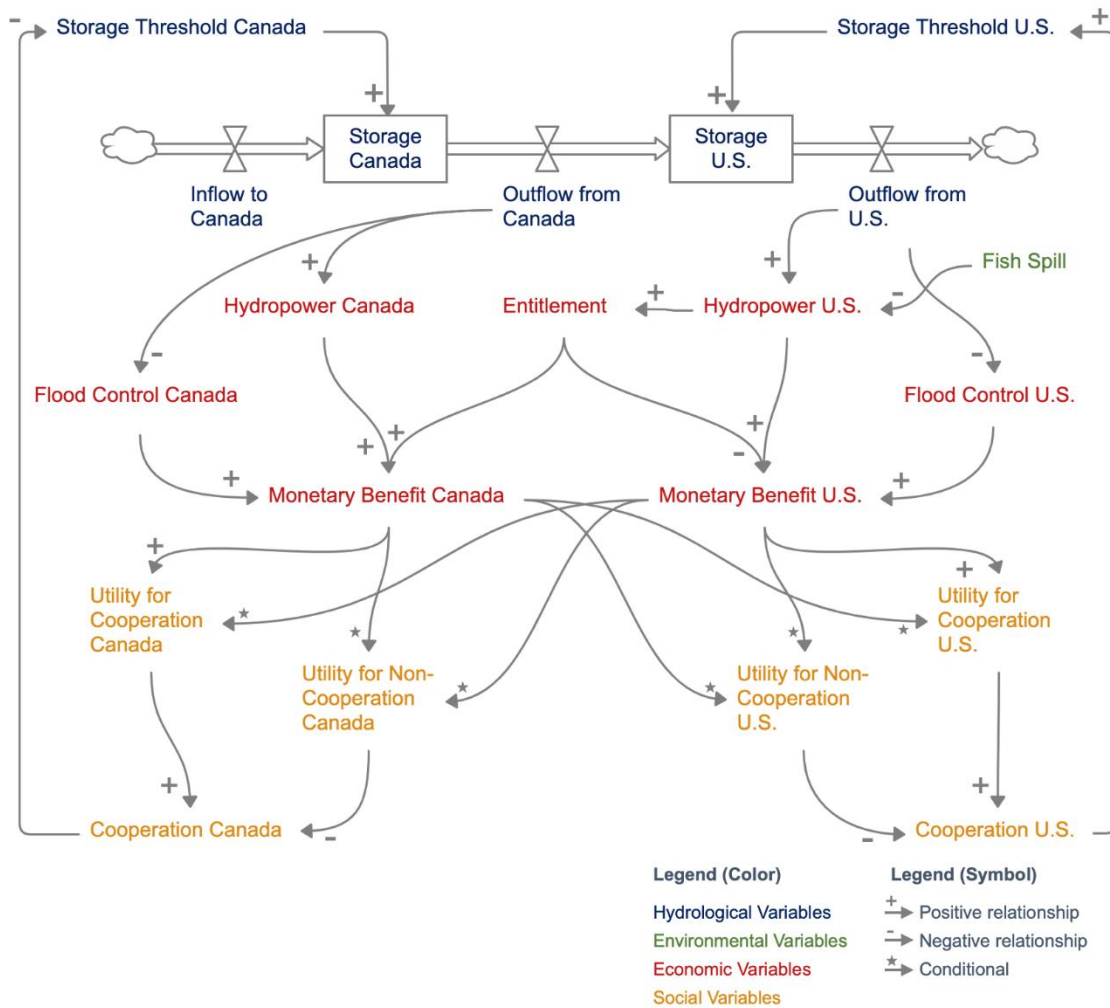 Storage Threshold Canada
Storage Threshold U.S.
-
+
+
+
Storage
Canada
Storage
U.S.
Inflow to
Canada
Outflow from
Canada
Outflow from
U.S.
Fish Spill
+
+
+
-
Hydropower Canada
Entitlement
Hydropower U.S.
-
-
Flood Control Canada
Flood Control U.S.
+
+
+
-
+
+
Monetary Benefit Canada
Monetary Benefit U.S.
+
+
Utility for
Cooperation
Canada
Utility for
Cooperation
U.S.
Utility for Non-
Cooperation
Canada
Utility for Non-
Cooperation
U.S.
+
+
-
-
Cooperation Canada
Cooperation U.S.
Legend (Color)
Hydrological Variables
Environmental Variables
Economic Variables
Social Variables
Legend (Symbol)
+ Positive relationship
- Negative relationship
★ Conditional